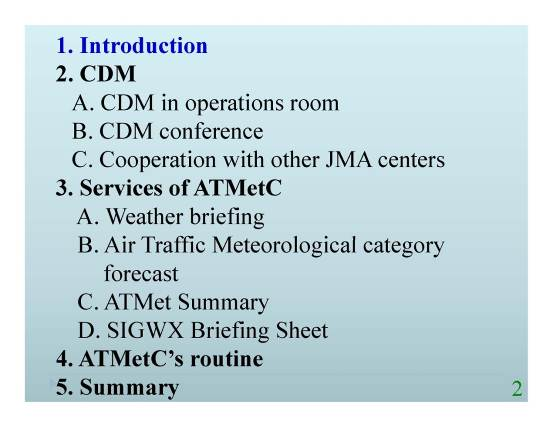 1. Introduction
2. CDM
A. CDM in operations room
B. CDM conference
C. Cooperation with other JMA centers
3. Services of ATMetC
A. Weather briefing
B. Air Traffic Meteorological category
forecast
C. ATMet Summary
D. SIGWX Briefing Sheet
4. ATMetC’s routine
5. Summary
2